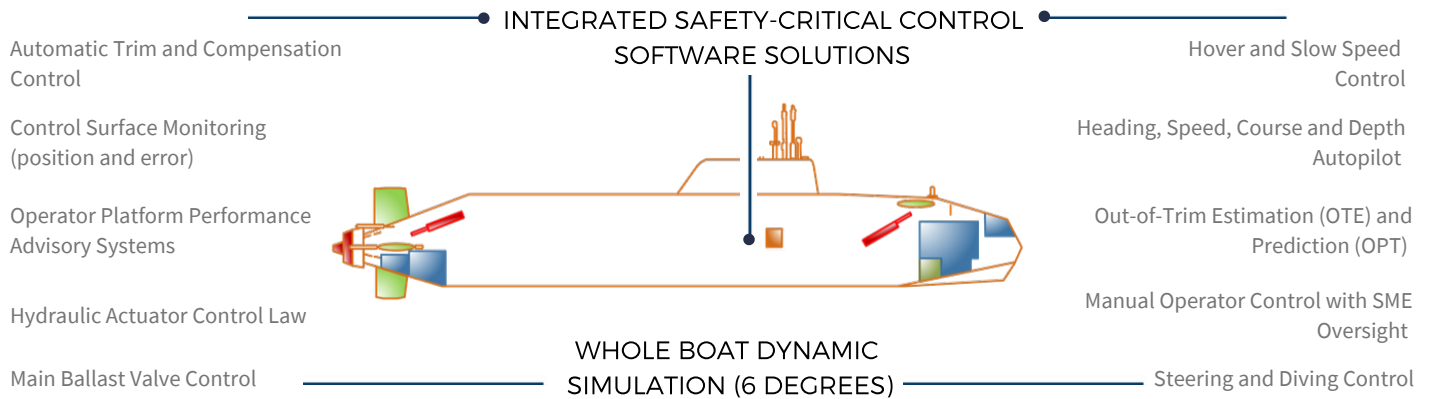 INTEGRATED SAFETY-CRITICAL CONTROL
SOFTWARE SOLUTIONS
Automatic Trim and Compensation
Control
Control Surface Monitoring
(position and error)
Operator Platform Performance
Advisory Systems
Hydraulic Actuator Control Law
Main Ballast Valve Control
Hover and Slow Speed
Control
Heading, Speed, Course and Depth
Autopilot
Out-of-Trim Estimation (OTE) and
Prediction (OPT)
Manual Operator Control with SME
Oversight
Steering and Diving Control
WHOLE BOAT DYNAMIC
SIMULATION (6 DEGREES)